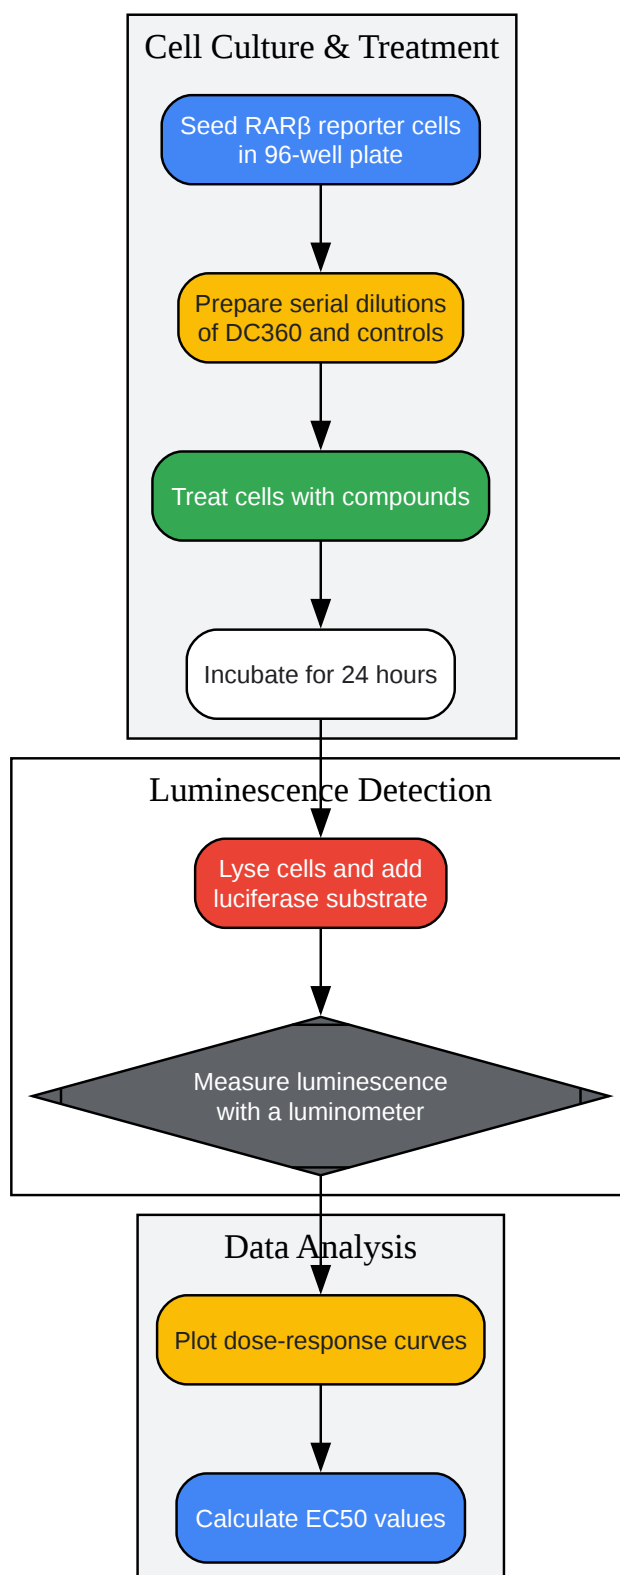 Cell Culture & Treatment
Seed RARβ reporter cells
in 96-well plate
Prepare serial dilutions
of DC360 and controls
Treat cells with compounds
Incubate for 24 hours
Luminescence Detection
Lyse cells and add
luciferase substrate
Measure luminescence
with a luminometer
Data Analysis
Plot dose-response curves
Calculate EC50 values